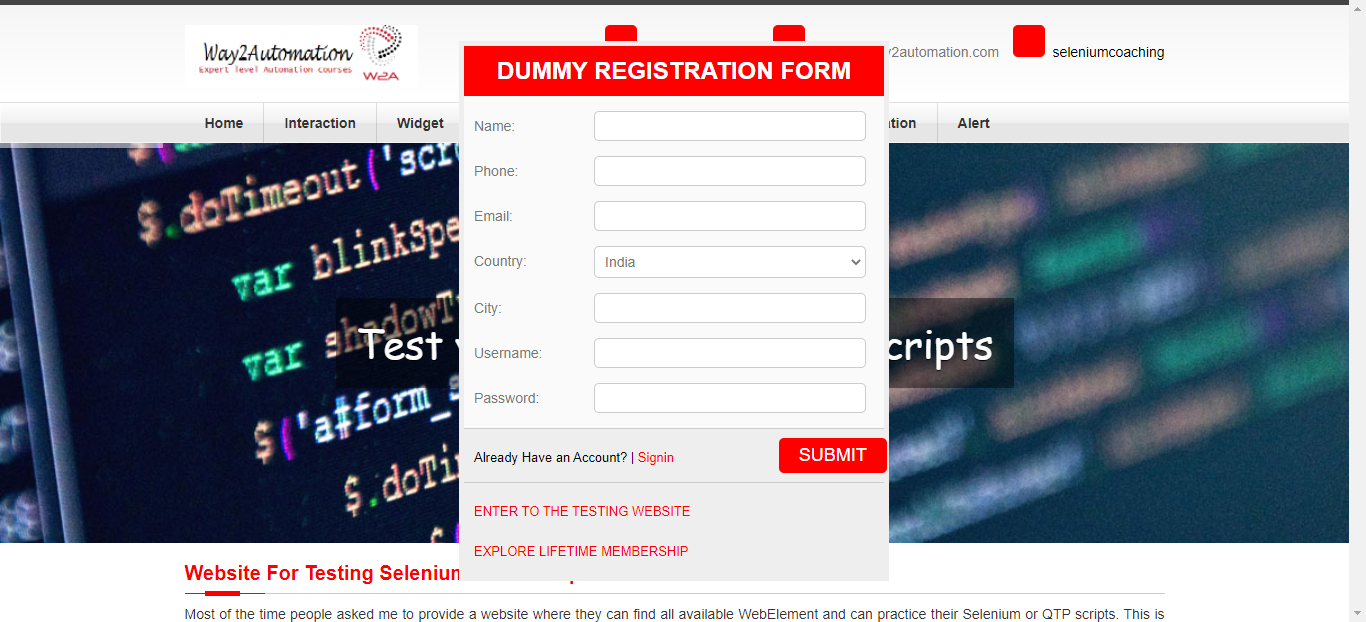 Way2Automation
Expert level Automation courses
W2A
2automation.com
seleniumcoaching
Home
Interaction
Widget
Alert
DUMMY REGISTRATION FORM
Name:
Phone:
Email:
Country:
India
City:
Username:
Password:
Already Have an Account? | Signin
SUBMIT
ENTER TO THE TESTING WEBSITE
EXPLORE LIFETIME MEMBERSHIP
$.doTimeout('scr
var blinkSpe
var shadowT
$('a#form_s
$.doTi
Test
cripts
Website For Testing Selenium
Most of the time people asked me to provide a website where they can find all available WebElement and can practice their Selenium or QTP scripts. This is